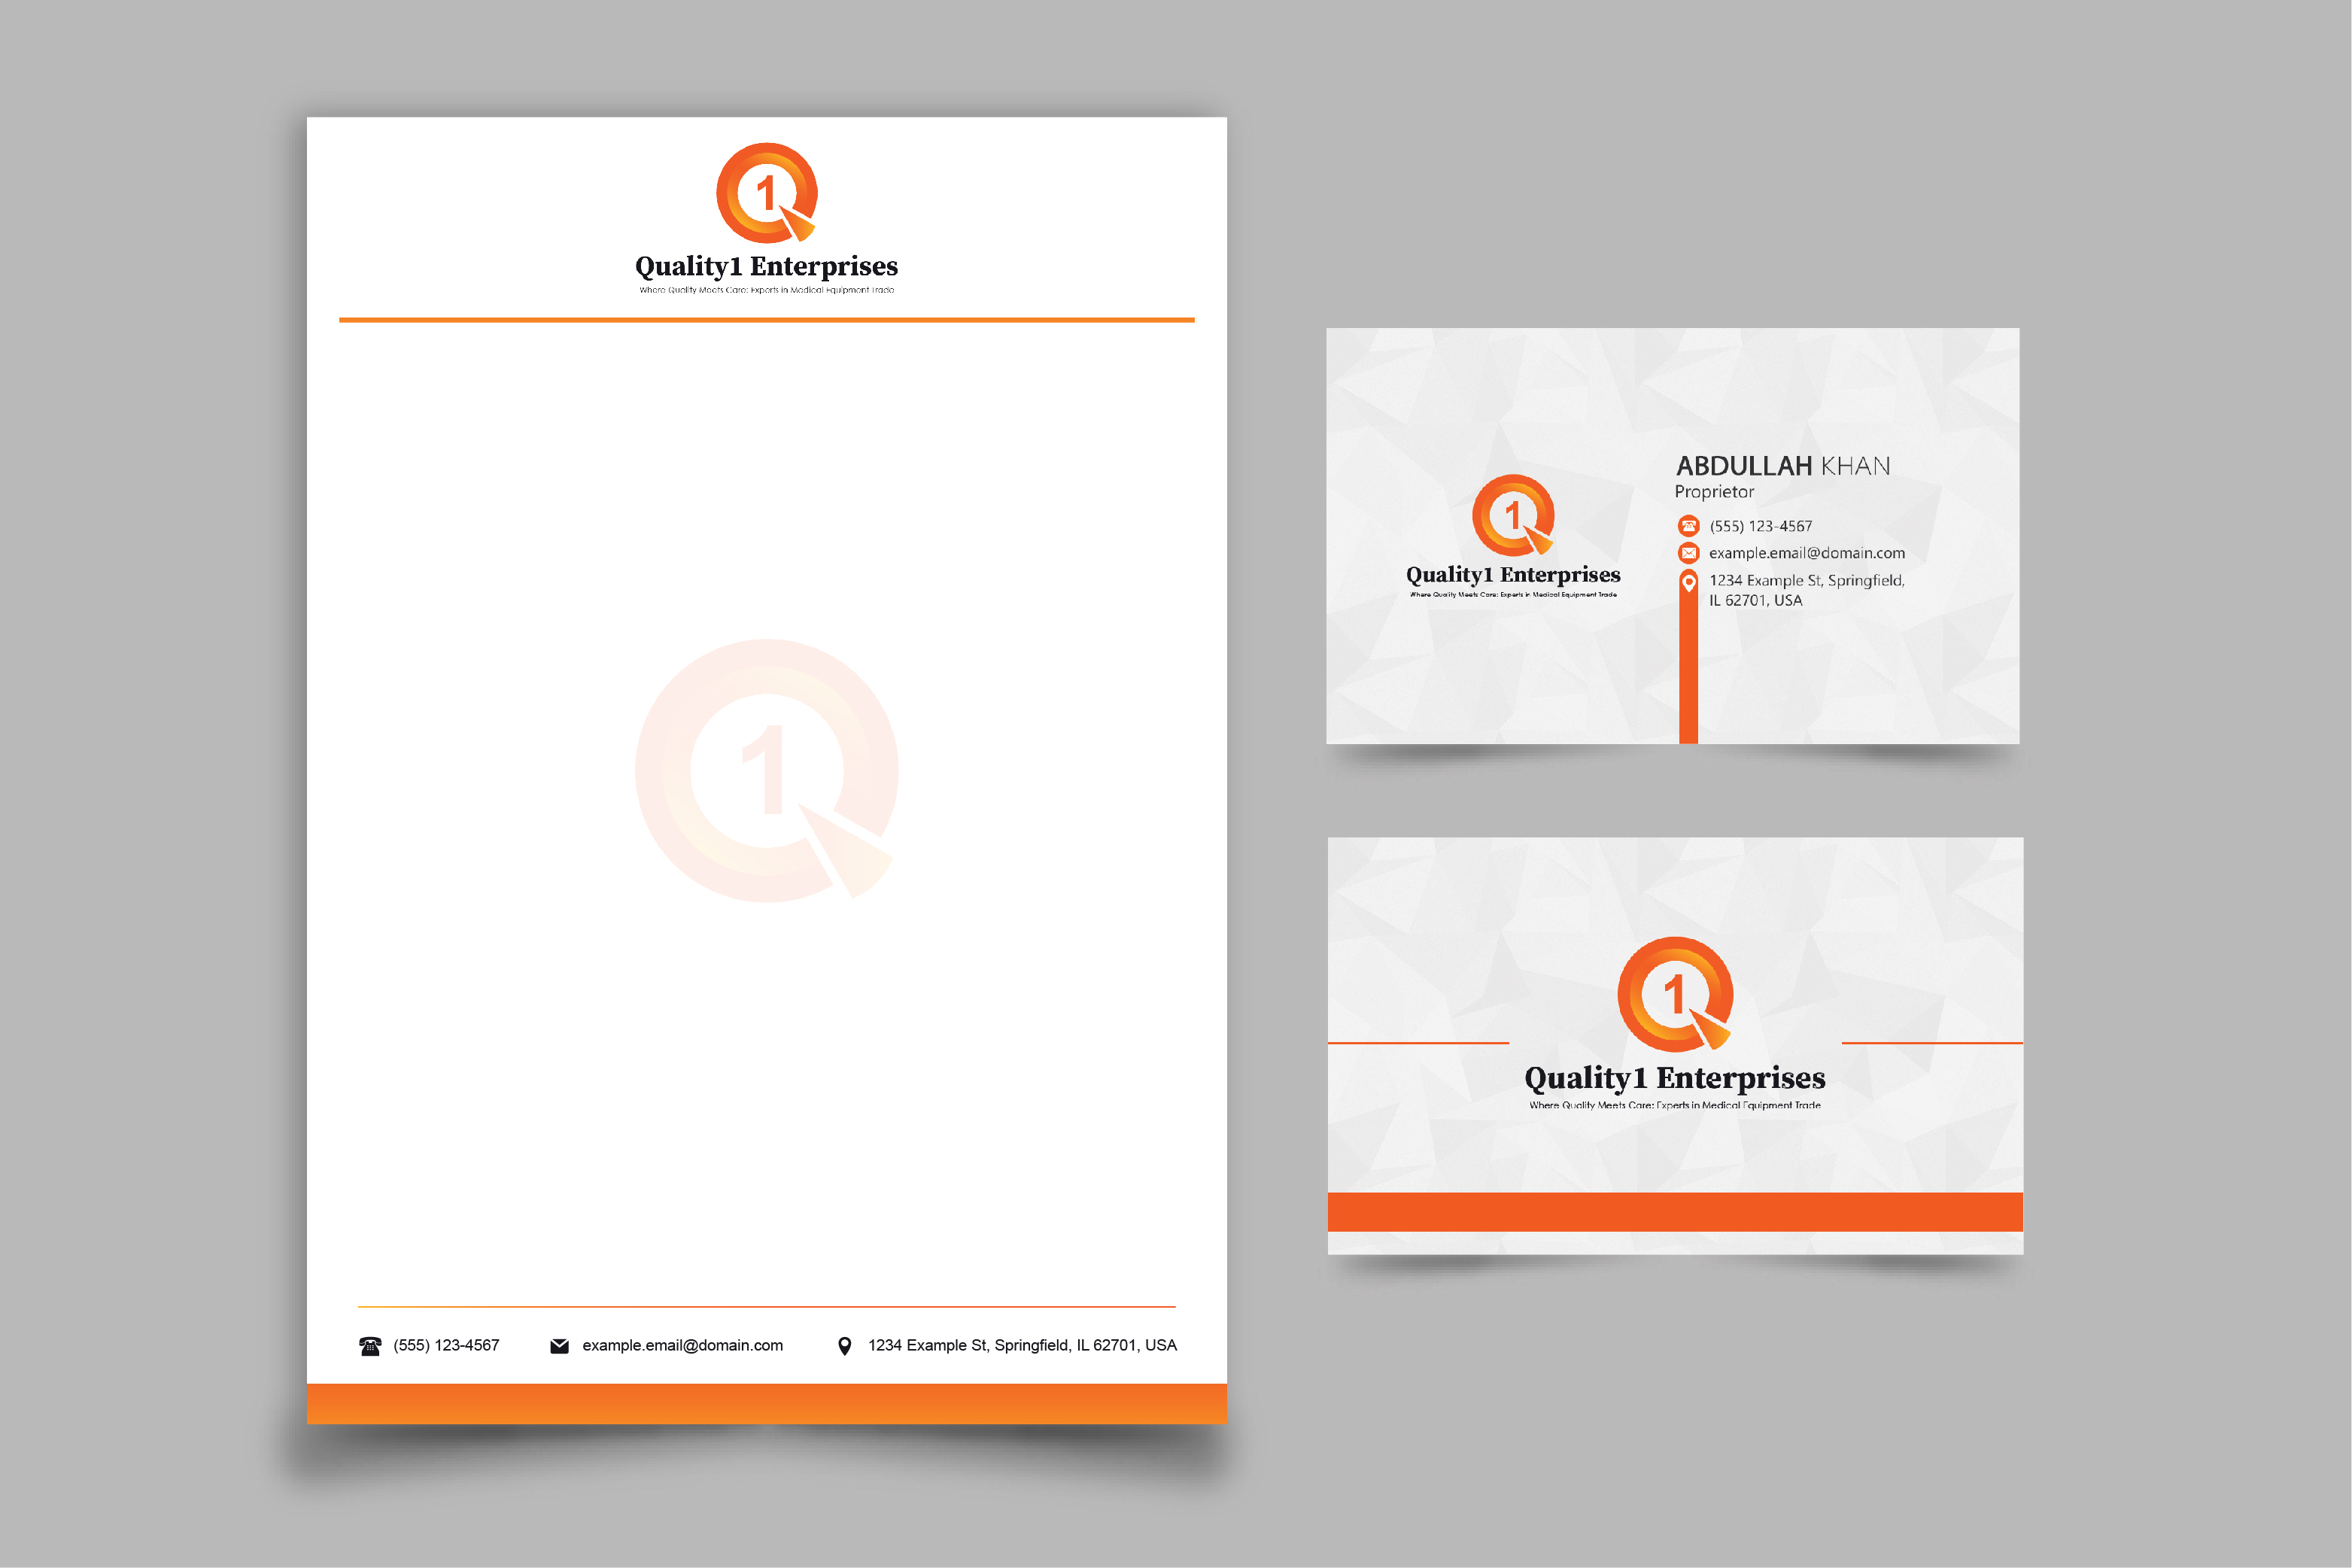 1
Quality1 Enterprises
Where Quality Meets Care: Experts in Medical Equipment Trade
1
(555) 123-4567
example.email@domain.com
1234 Example St, Springfield, IL 62701, USA
1
Quality1 Enterprises
Where Quality Meets Care: Experts in Medical Equipment Trade
ABDULLAH KHAN
Proprietor
(555) 123-4567
example.email@domain.com
1234 Example St, Springfield,
IL 62701, USA
1
Quality1 Enterprises
Where Quality Meets Care: Experts in Medical Equipment Trade